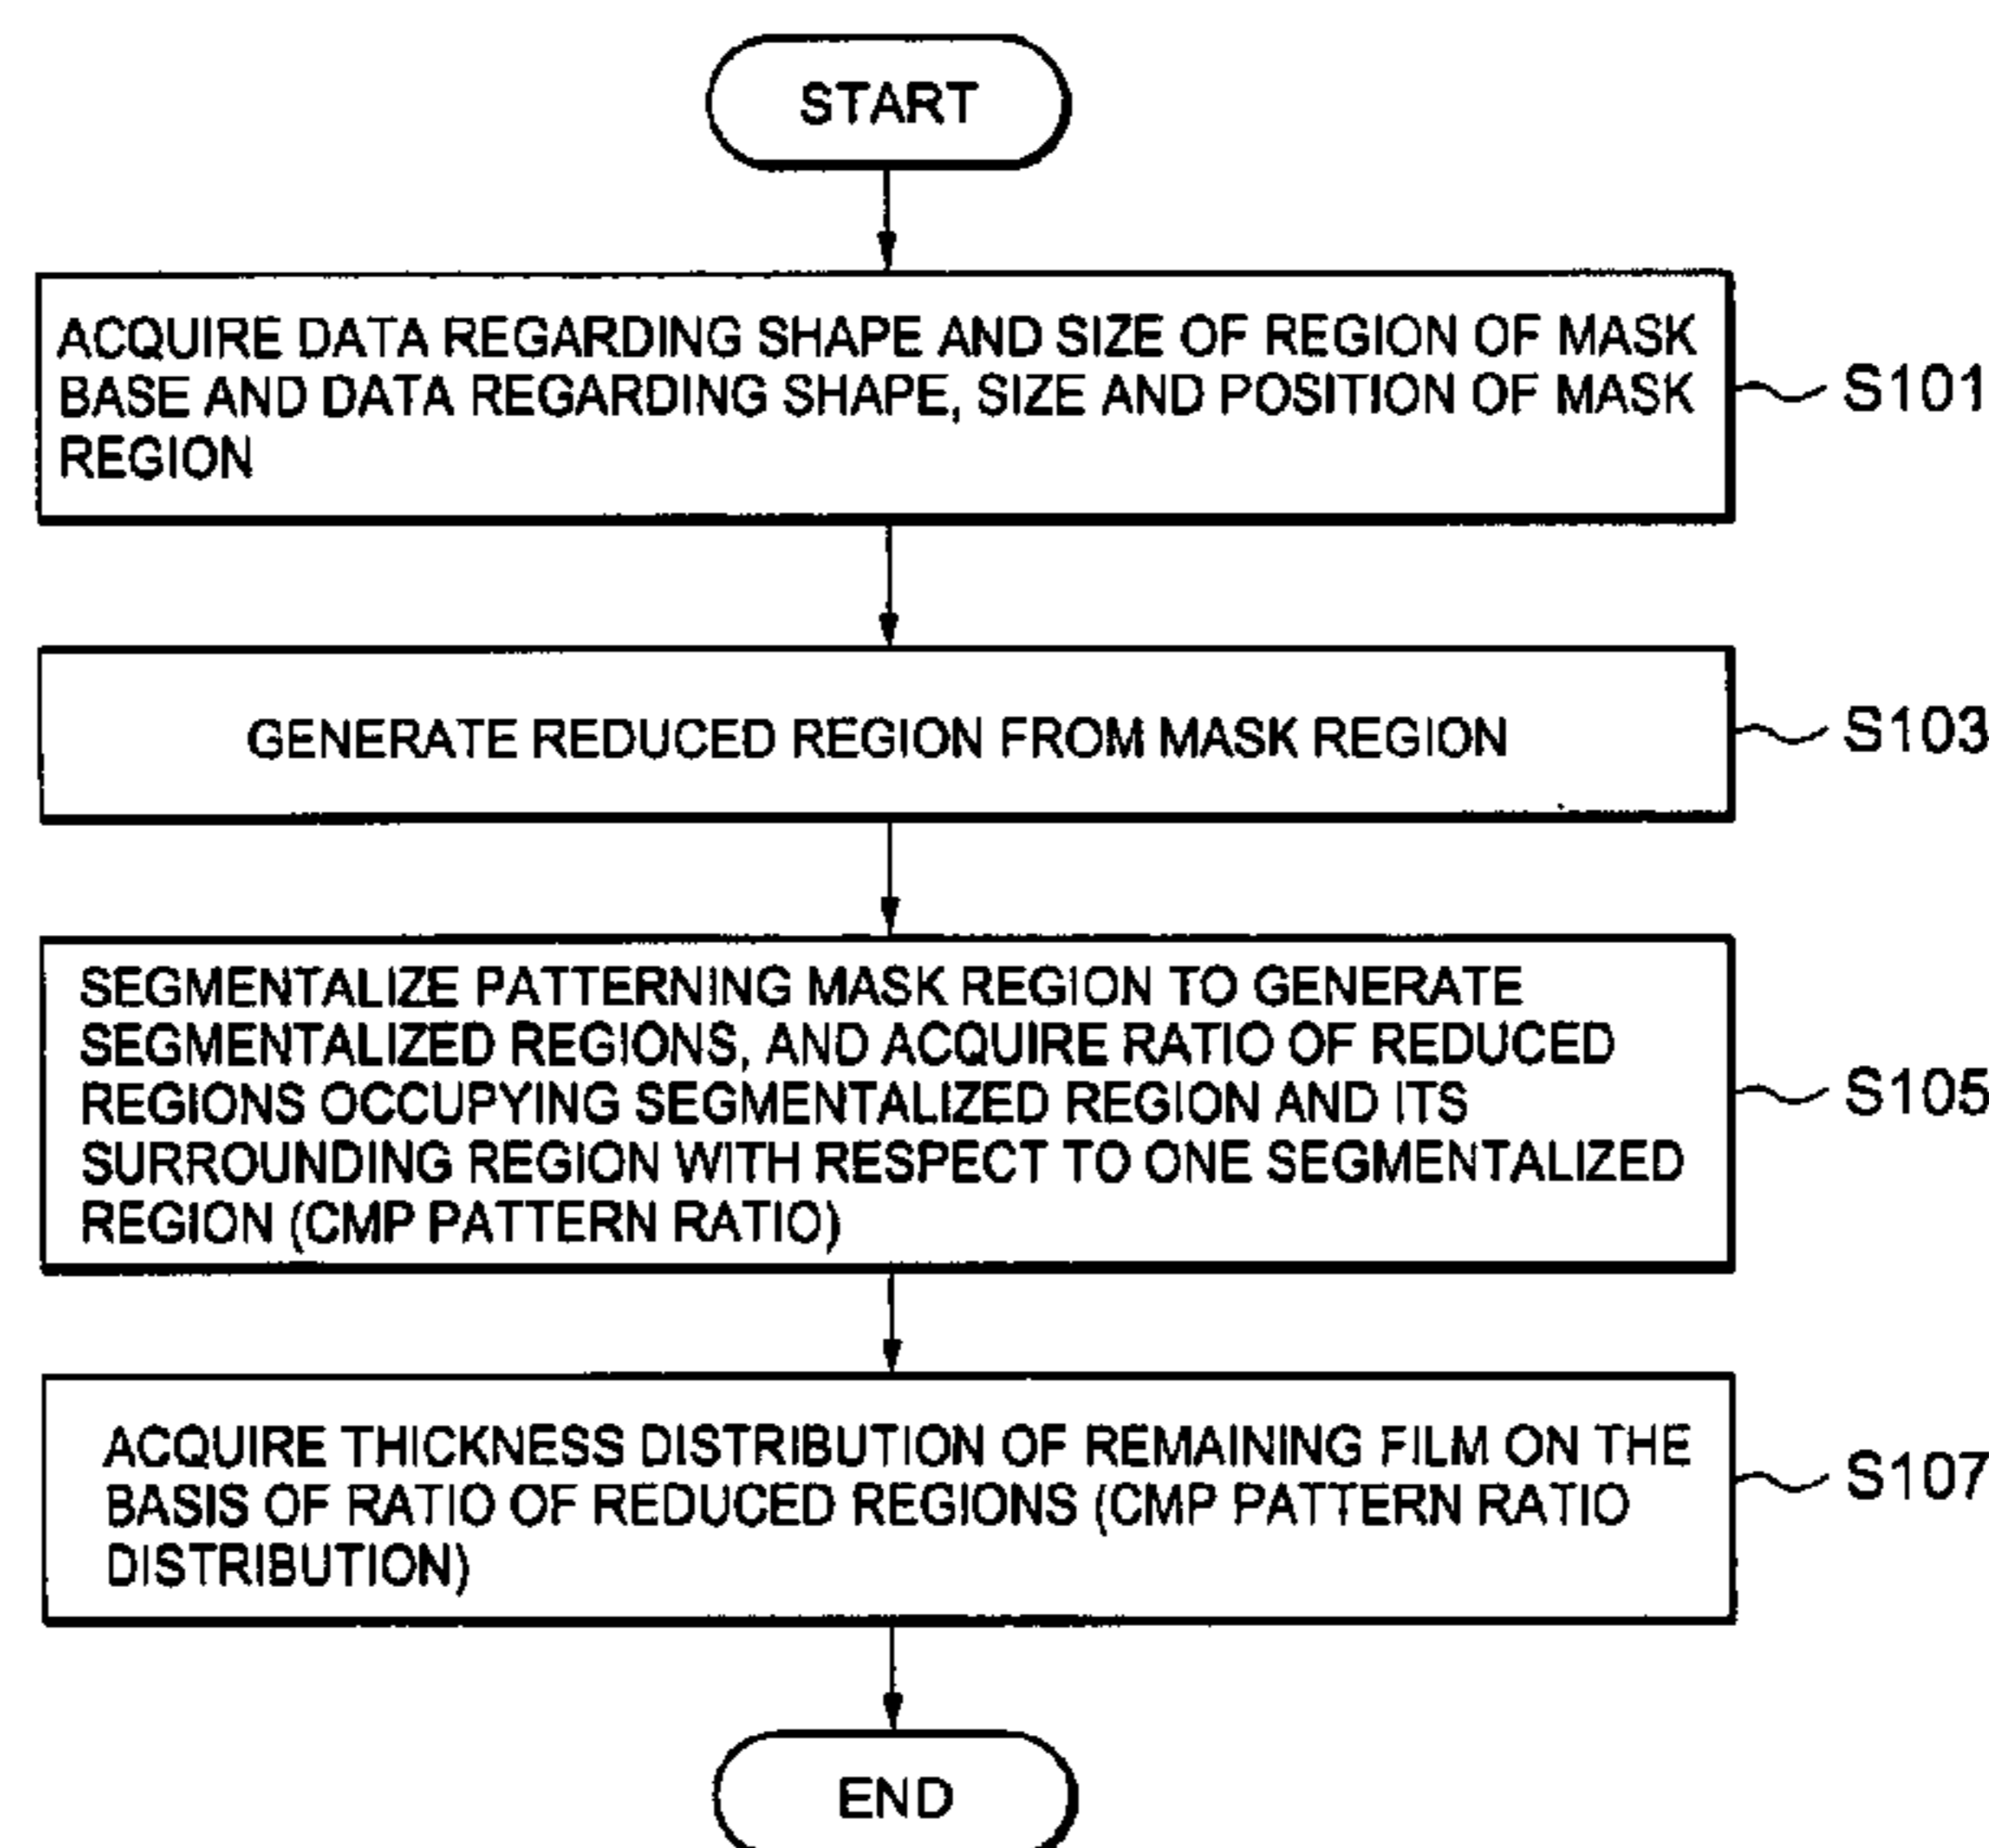 START
ACQUIRE DATA REGARDING SHAPE AND SIZE OF REGION OF MASK
BASE AND DATA REGARDING SHAPE, SIZE AND POSITION OF MASK
REGION
S101
GENERATE REDUCED REGION FROM MASK REGION
S103
SEGMENTALIZE PATTERNING MASK REGION TO GENERATE
SEGMENTALIZED REGIONS, AND ACQUIRE RATIO OF REDUCED
REGIONS OCCUPYING SEGMENTALIZED REGION AND ITS
SURROUNDING REGION WITH RESPECT TO ONE SEGMENTALIZED
REGION (CMP PATTERN RATIO)
S105
ACQUIRE THICKNESS DISTRIBUTION OF REMAINING FILM ON THE
BASIS OF RATIO OF REDUCED REGIONS (CMP PATTERN RATIO
DISTRIBUTION)
S107
END